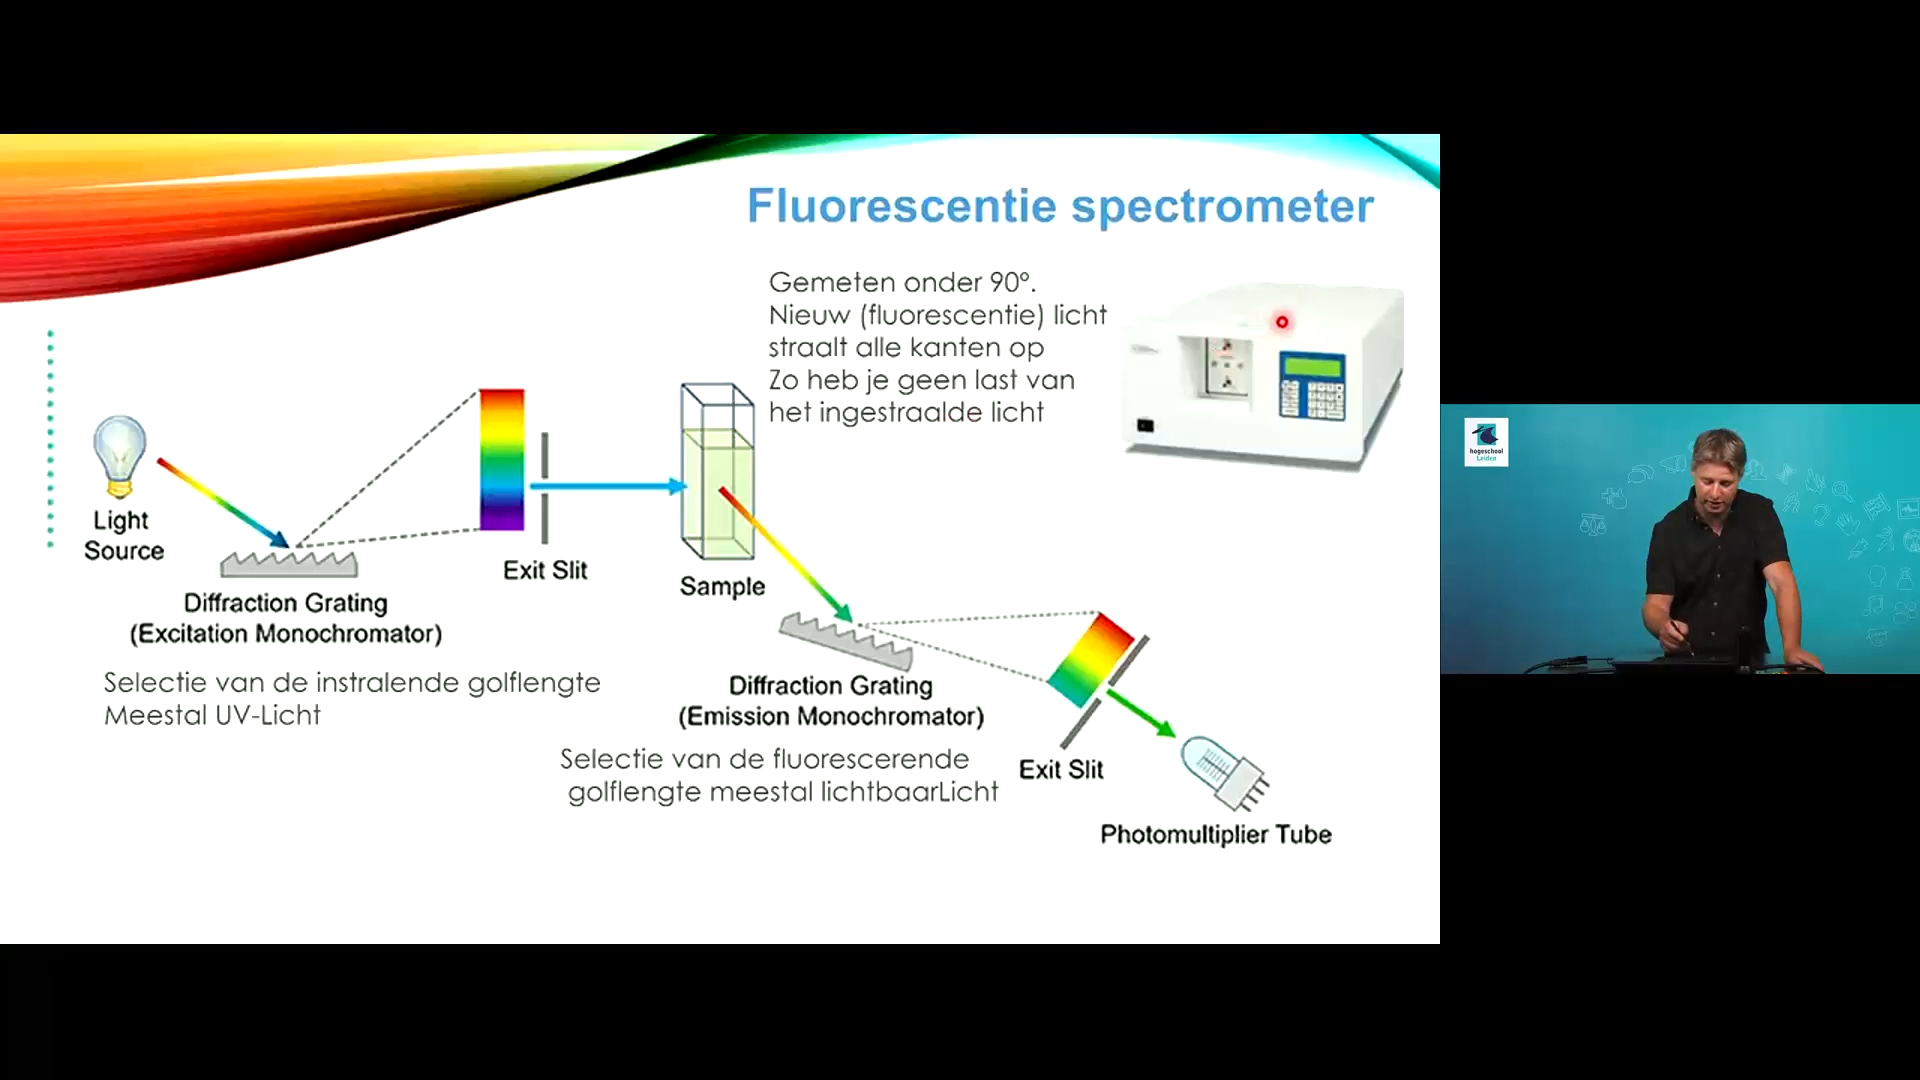 Fluorescentie spectrometer
Gemeten onder 90°.
Nieuw (fluorescentie) licht
straalt alle kanten op
Zo heb je geen last van
het ingestraalde licht
Light
Source
Exit Slit
Sample
Diffraction Grating
(Excitation Monochromator)
Selectie van de instralende golflengte
Meestal UV-Licht
Diffraction Grating
(Emission Monochromator)
Selectie van de fluorescerende
golflengte meestal lichtbaarLicht
Exit Slit
Photomultiplier Tube
hogeschool
Leiden